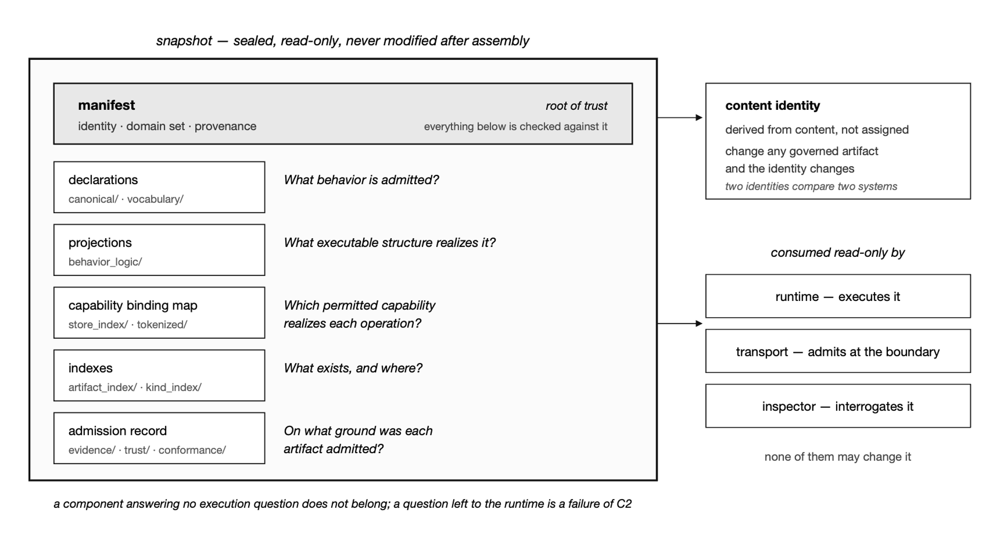 snapshot — sealed, read-only, never modified after assembly
manifest
root of trust
identity · domain set · provenance
everything below is checked against it
declarations
canonical/ · vocabulary/
What behavior is admitted?
projections
behavior_logic/
What executable structure realizes it?
capability binding map
store_index/ · tokenized/
Which permitted capability
realizes each operation?
indexes
artifact_index/ · kind_index/
What exists, and where?
admission record
evidence/ · trust/ · conformance/
On what ground was each
artifact admitted?
content identity
derived from content, not assigned
change any governed artifact
and the identity changes
two identities compare two systems
consumed read-only by
runtime — executes it
transport — admits at the boundary
inspector — interrogates it
none of them may change it
a component answering no execution question does not belong; a question left to the runtime is a failure of C2